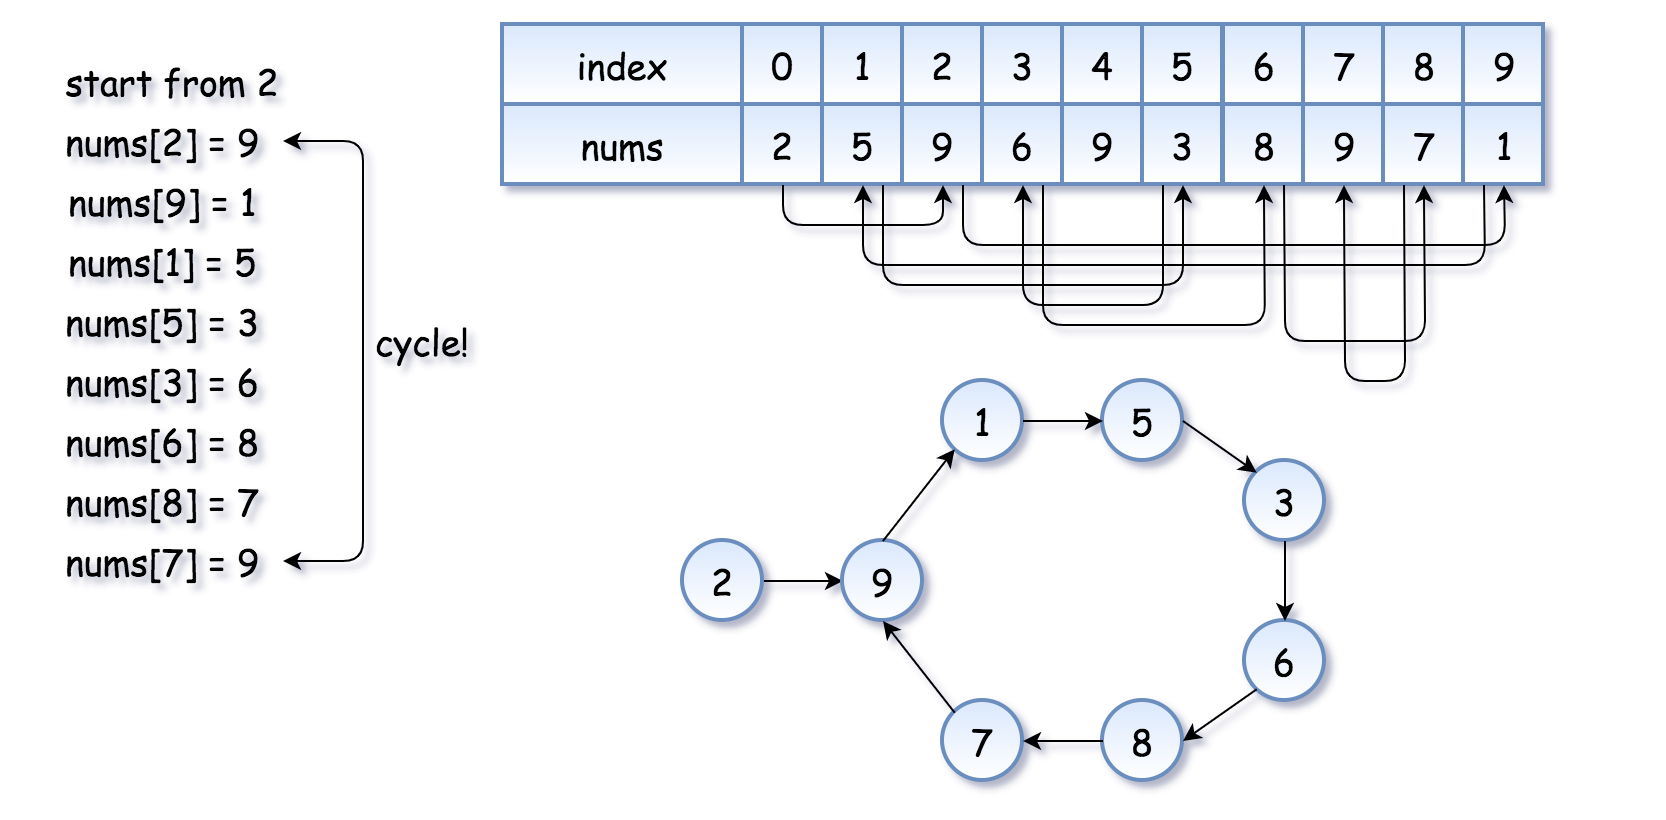 start from 2
nums[2] = 9
nums[9] = 1
nums[1] = 5
nums[5] = 3
nums[3] = 6
nums[6] = 8
nums[8] = 7
nums[7] = 9
cycle!
index 0 1 2 3 4 5 6 7 8 9
nums 2 5 9 6 9 3 8 9 7 1
1 5
3
2 9
6
7 8